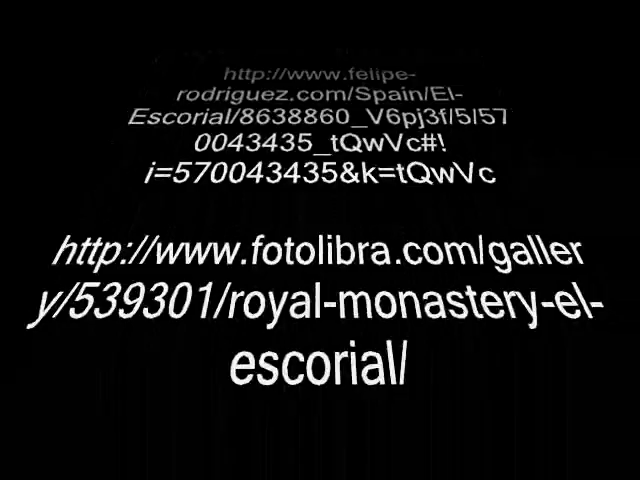 http://www.felipe-
rodriguez.com/Spain/El-
Escorial/8638860_V6pj3f/5/57
0043435_tQwVc#!
i=570043435&k=tQwVc
http://www.fotolibra.com/galler
y/539301/royal-monastery-el-
escorial/